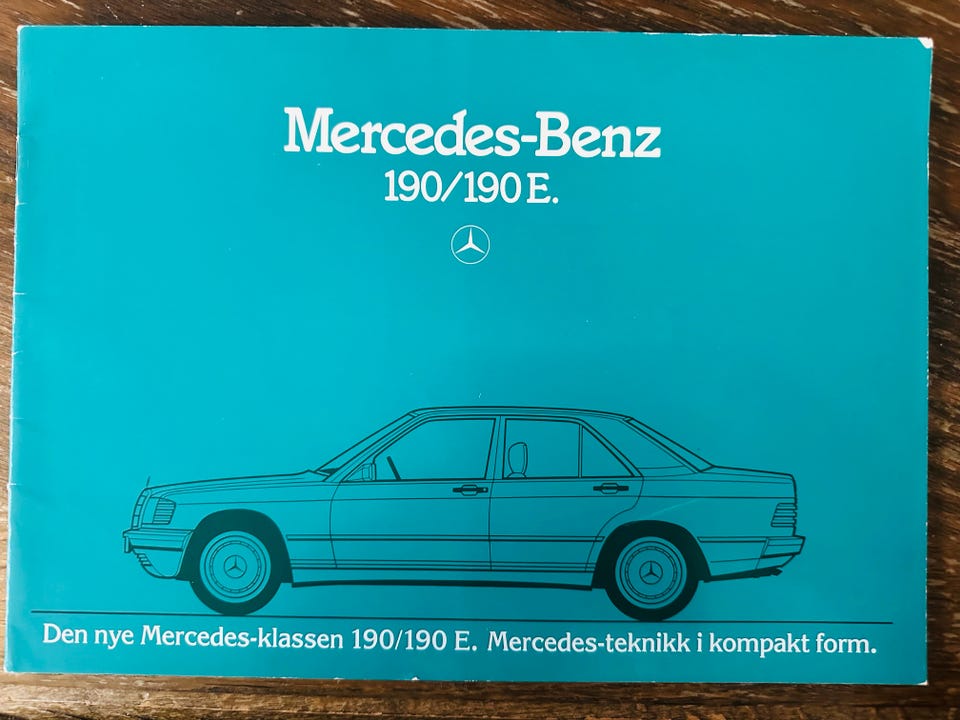 Mercedes-Benz
190/190 E.
Den nye Mercedes-klassen 190/190 E. Mercedes-teknikk i kompakt form.